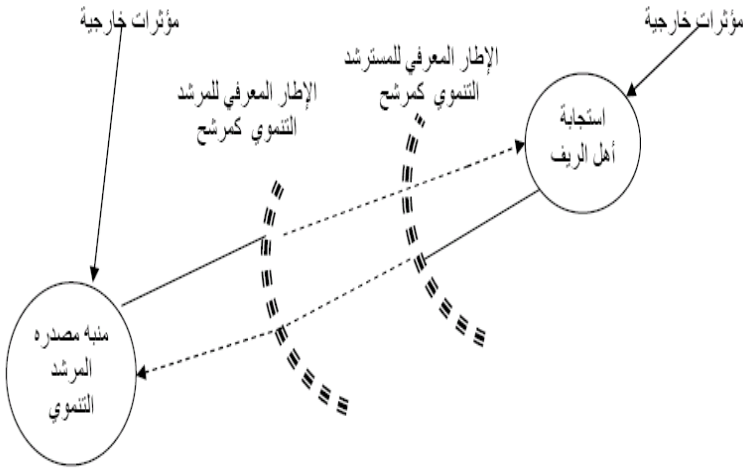 مؤثرات خارجية
مؤثرات خارجية
الإطار المعرفي للمسترشد
التنموي كمرشح
الإطار المعرفي للمرشد
التنموي كمرشح
استجابة
أهل الريف
منبه مصدره
المرشد
التنموي